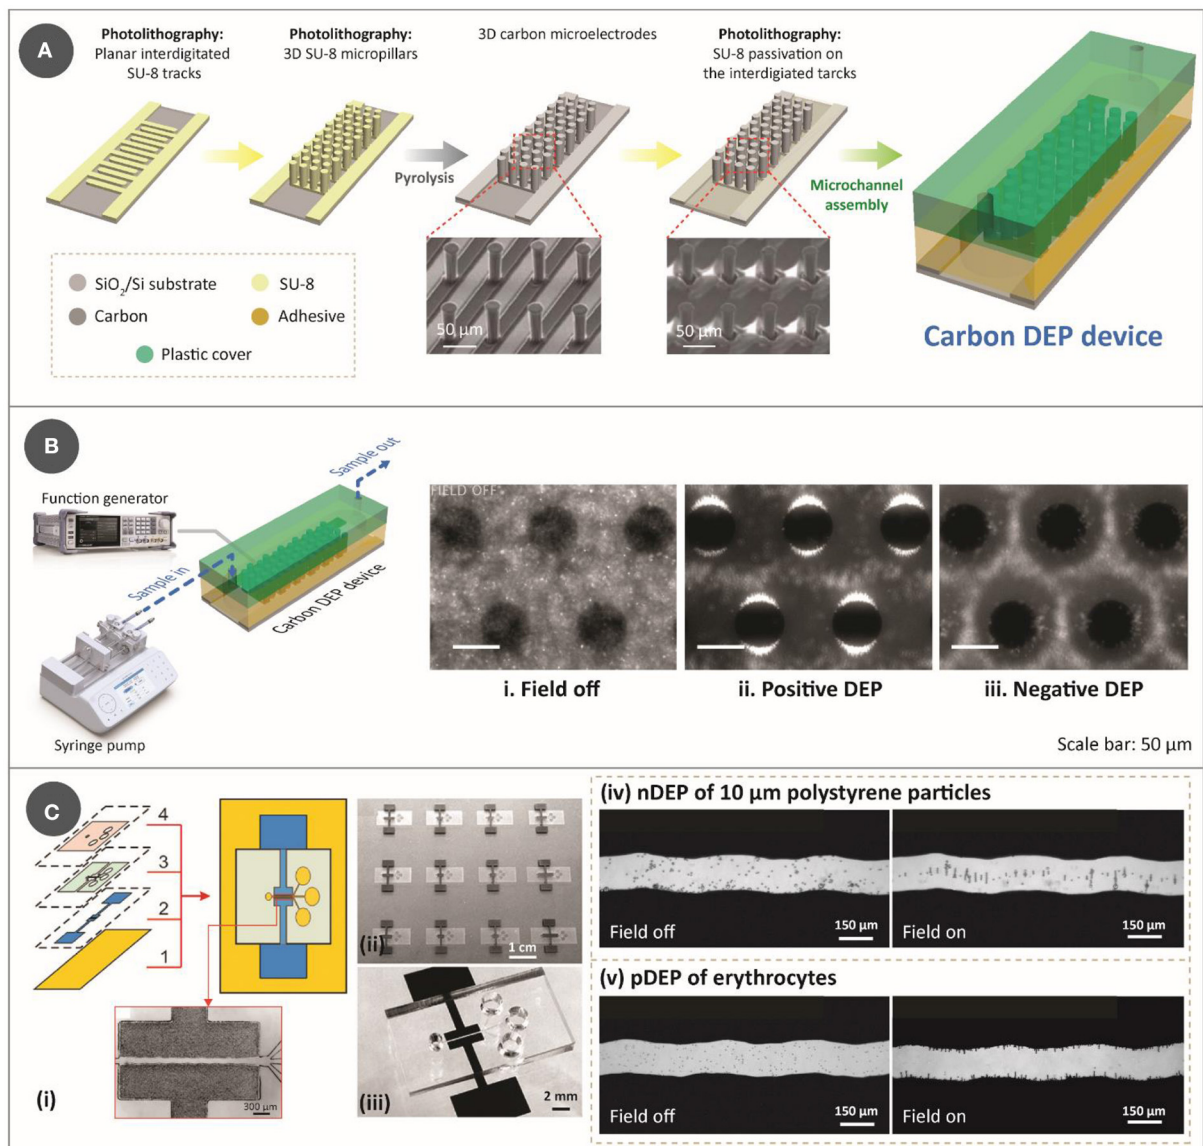 A
Photolithography:
Planar interdigitated
SU-8 tracks
Photolithography:
3D SU-8 micropillars
3D carbon microelectrodes
Photolithography:
SU-8 passivation on
the interdigiated tarcks
Pyrolysis
Microchannel
assembly
SiO2/Si substrate
SU-8
Carbon
Adhesive
Plastic cover
50 µm
50 µm
Carbon DEP device
B
Function generator
Sample out
Sample in
Carbon DEP device
Syringe pump
FIELD OFF
i. Field off
ii. Positive DEP
iii. Negative DEP
Scale bar: 50 µm
C
4
3
2
1
300 µm
(i)
(ii)
1 cm
(iii)
2 mm
(iv) nDEP of 10 µm polystyrene particles
Field off
150 µm
Field on
150 µm
(v) pDEP of erythrocytes
Field off
150 µm
Field on
150 µm